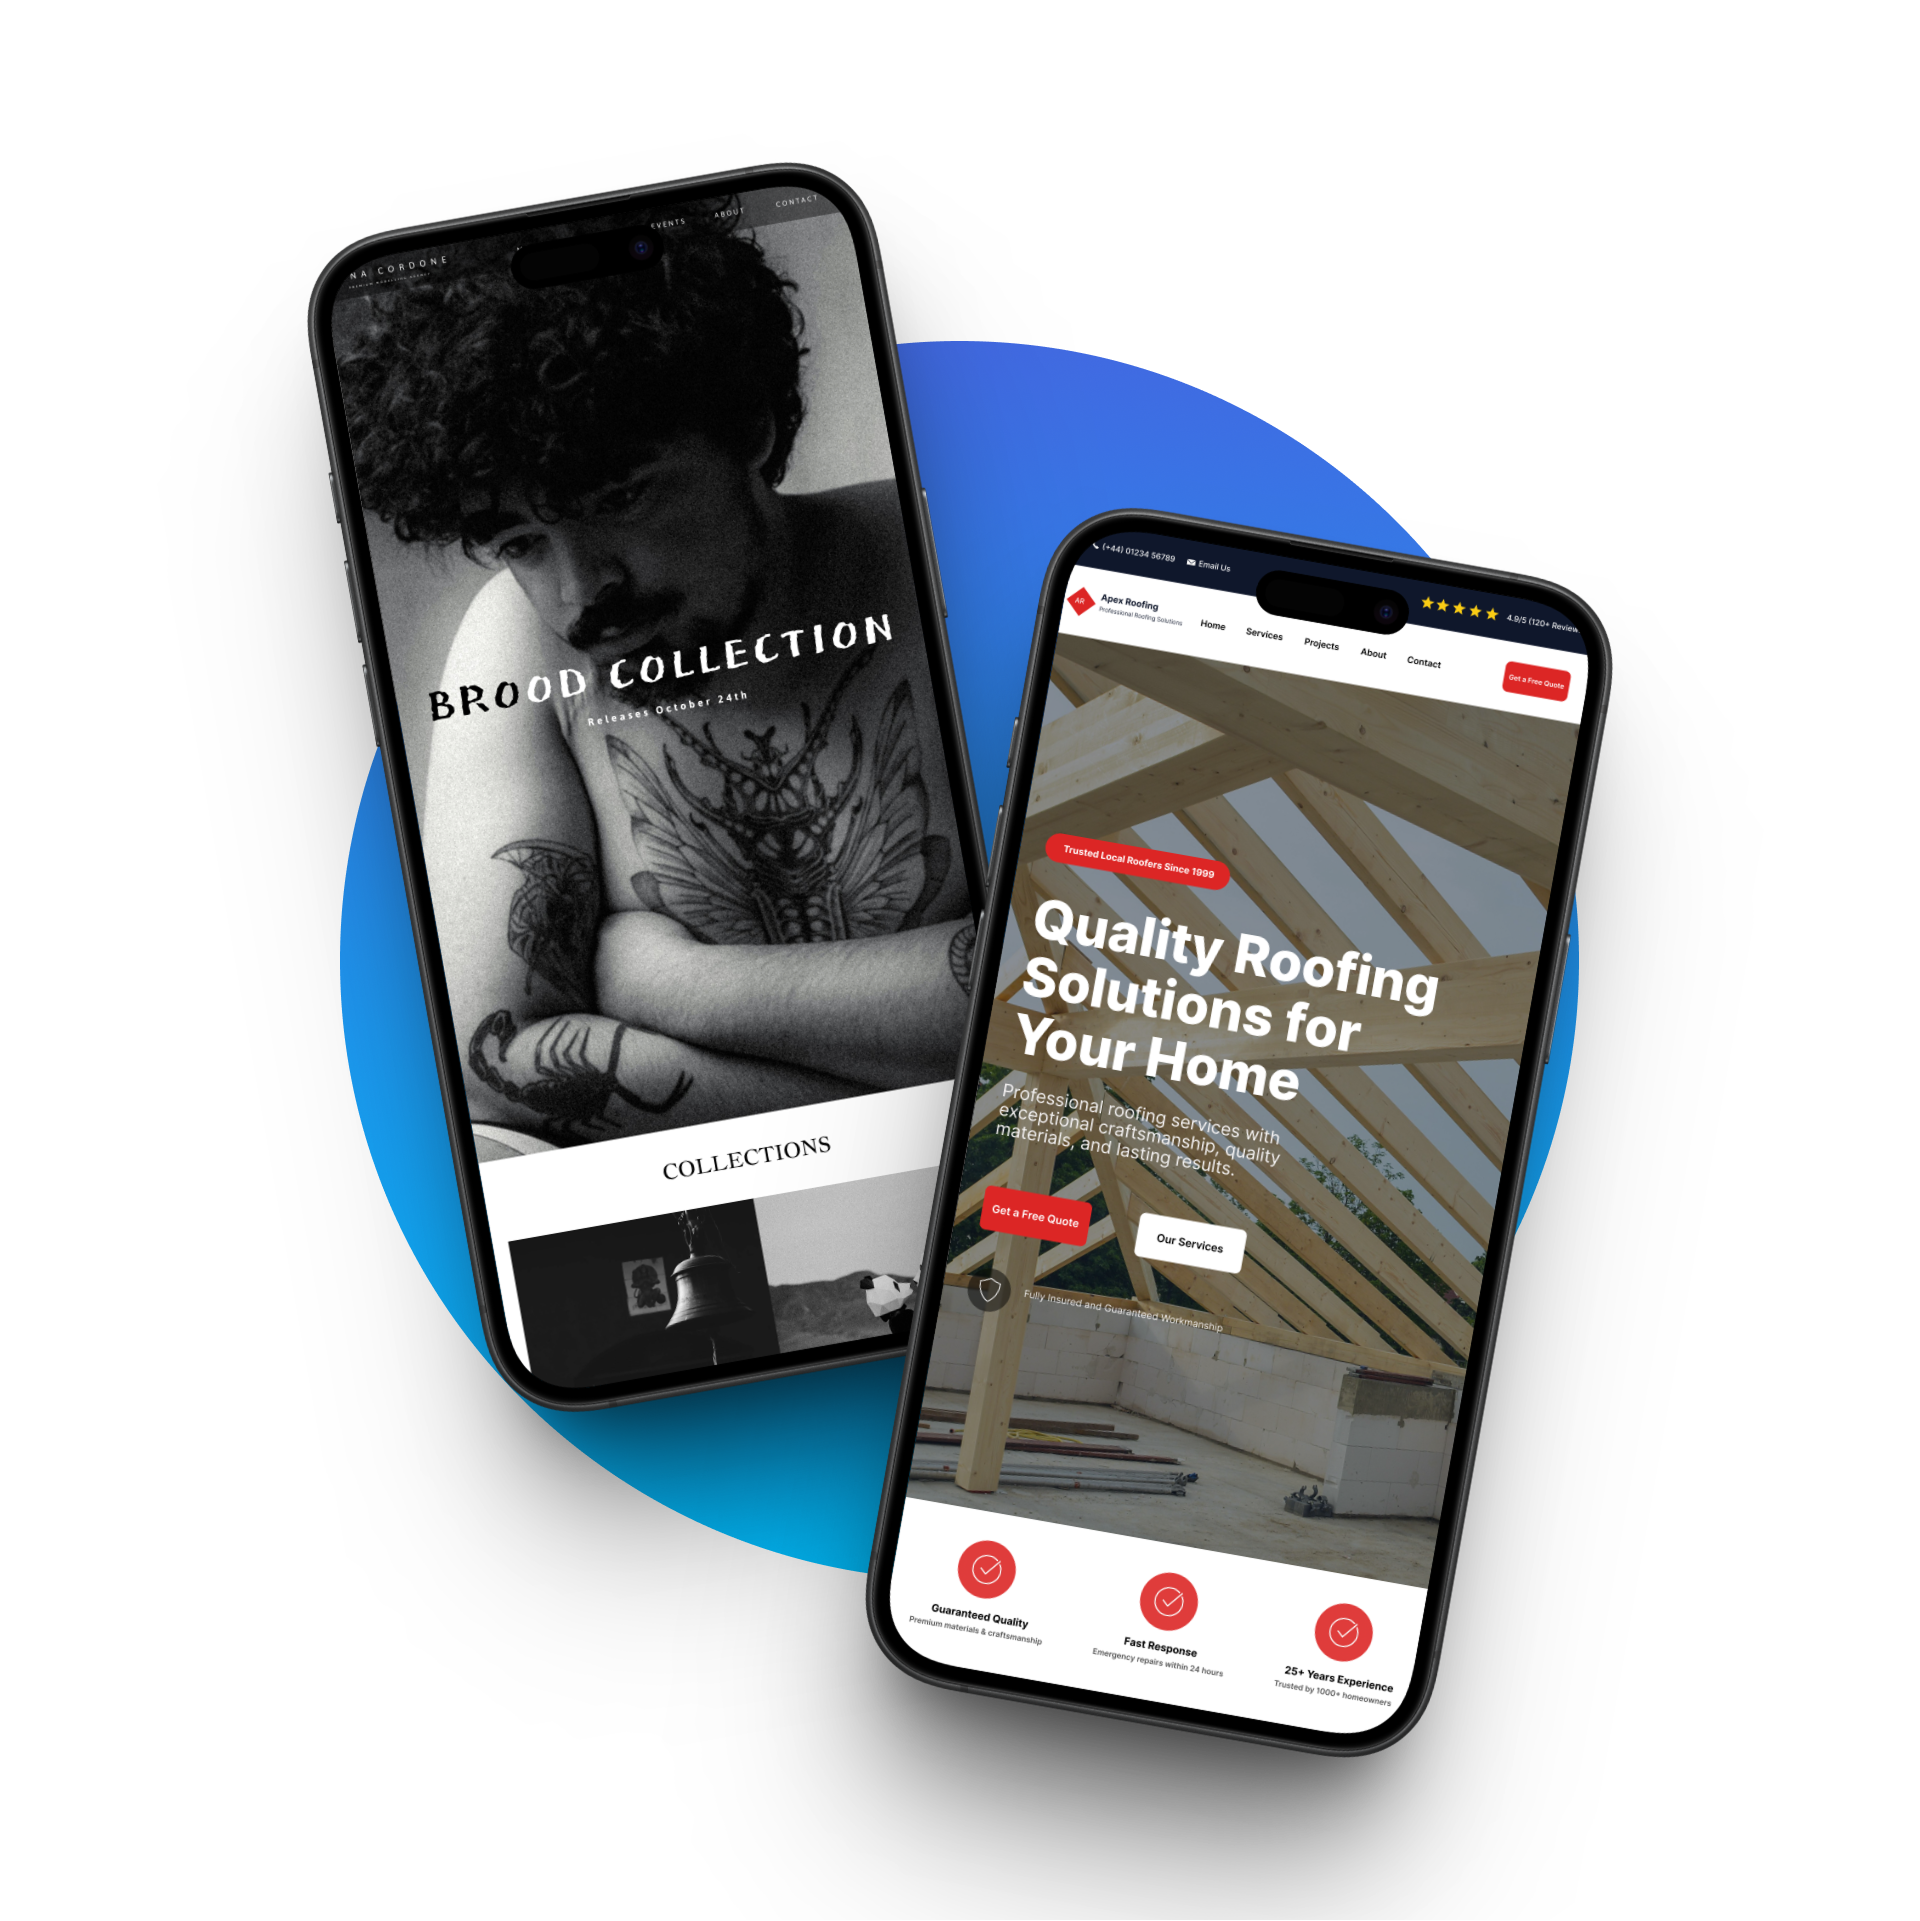 NA CORDONE
EVENTS
ABOUT
CONTACT
BROOD COLLECTION
Releases October 24th
COLLECTIONS
(+44) 01234 56789
Email Us
4.9/5 (120+ Review
AR
Apex Roofing
Professional Roofing Solutions
Home
Services
Projects
About
Contact
Get a Free Quote
Trusted Local Roofers Since 1999
Quality Roofing
Solutions for
Your Home
Professional roofing services with
exceptional craftsmanship, quality
materials, and lasting results.
Get a Free Quote
Our Services
Fully Insured and Guaranteed Workmanship
Guaranteed Quality
Premium materials & craftsmanship
Fast Response
Emergency repairs within 24 hours
25+ Years Experience
Trusted by 1000+ homeowners